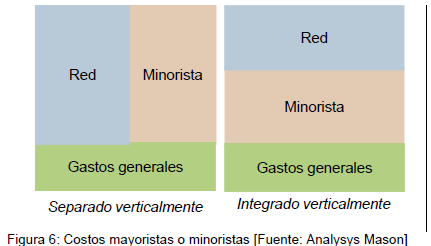 Red
Minorista
Gastos generales
Separado verticalmente
Red
Minorista
Gastos generales
Integrado verticalmente
Figura 6: Costos mayoristas o minoristas [Fuente: Analysys Mason]